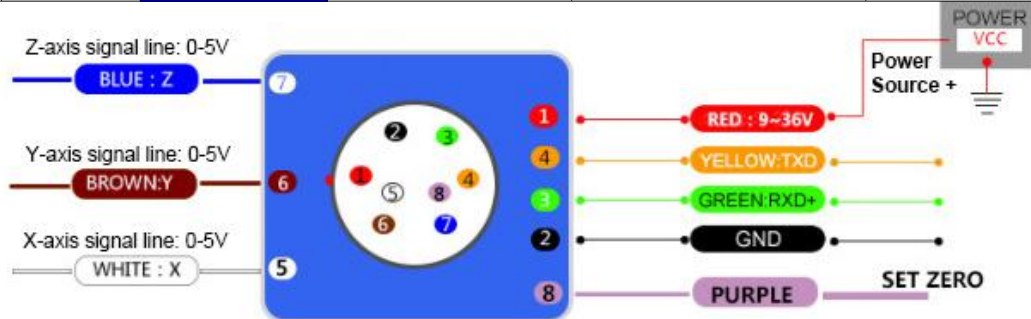 POWER
VCC
Power
Source +
Z-axis signal line: 0-5V
BLUE : Z
7
1
RED : 9~36V
2
3
Y-axis signal line: 0-5V
BROWN:Y
6
1
4
5
8
6
7
4
YELLOW:TXD
3
GREEN:RXD+
X-axis signal line: 0-5V
WHITE : X
5
2
GND
8
PURPLE
SET ZERO